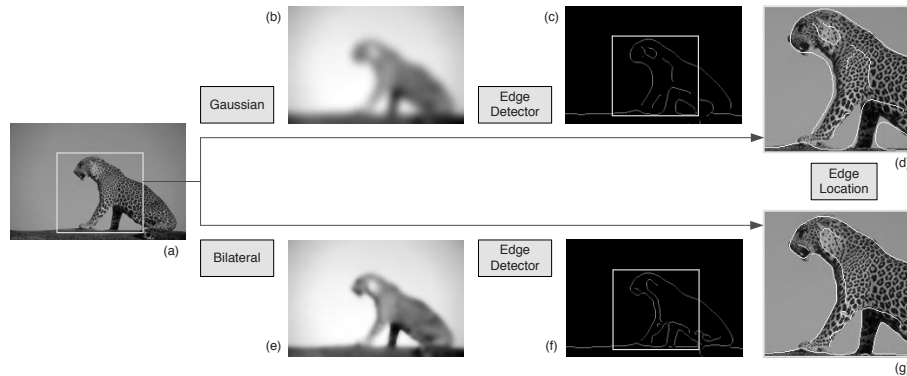 (b)
(c)
Gaussian
Edge
Detector
(d)
(a)
Edge
Location
Bilateral
Edge
Detector
(e)
(f)
(g)